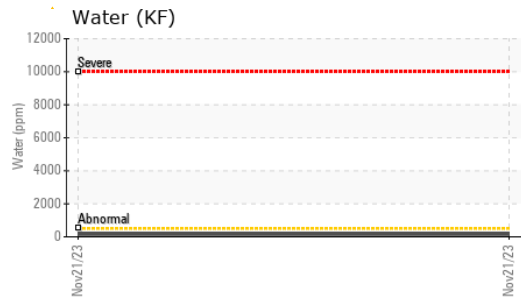 Water (KF)
12000
Severe
10000
8000
Water (ppm)
6000
4000
2000
Abnormal
0
Nov21/23
Nov21/23